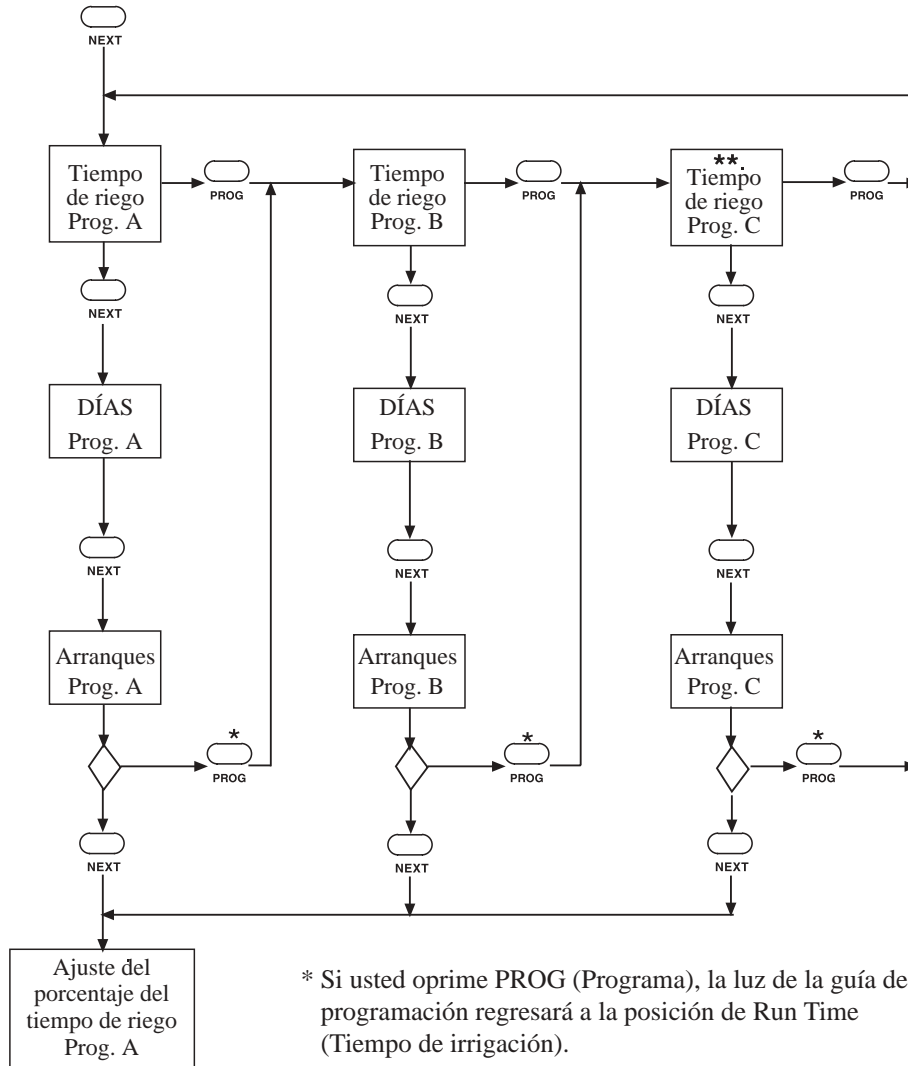 NEXT
**.
Tiempo
de riego
Prog. A
PROG
Tiempo
de riego
Prog. B
PROG
Tiempo
de riego
Prog. C
PROG
NEXT
NEXT
NEXT
DÍAS
Prog. A
DÍAS
Prog. B
DÍAS
Prog. C
NEXT
NEXT
NEXT
Arranques
Prog. A
Arranques
Prog. B
Arranques
Prog. C
*
PROG
*
PROG
*
PROG
NEXT
NEXT
NEXT
Ajuste del
porcentaje del
tiempo de riego
Prog. A
* Si usted oprime PROG (Programa), la luz de la guía de
programación regresará a la posición de Run Time
(Tiempo de irrigación).